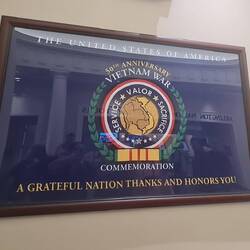 THE UNITED STATES OF AMERICA
50TH ANNIVERSARY
VIETNAM WAR
SERVICE VALOR SACRIFICE
COMMEMORATION
A GRATEFUL NATION THANKS AND HONORS YOU